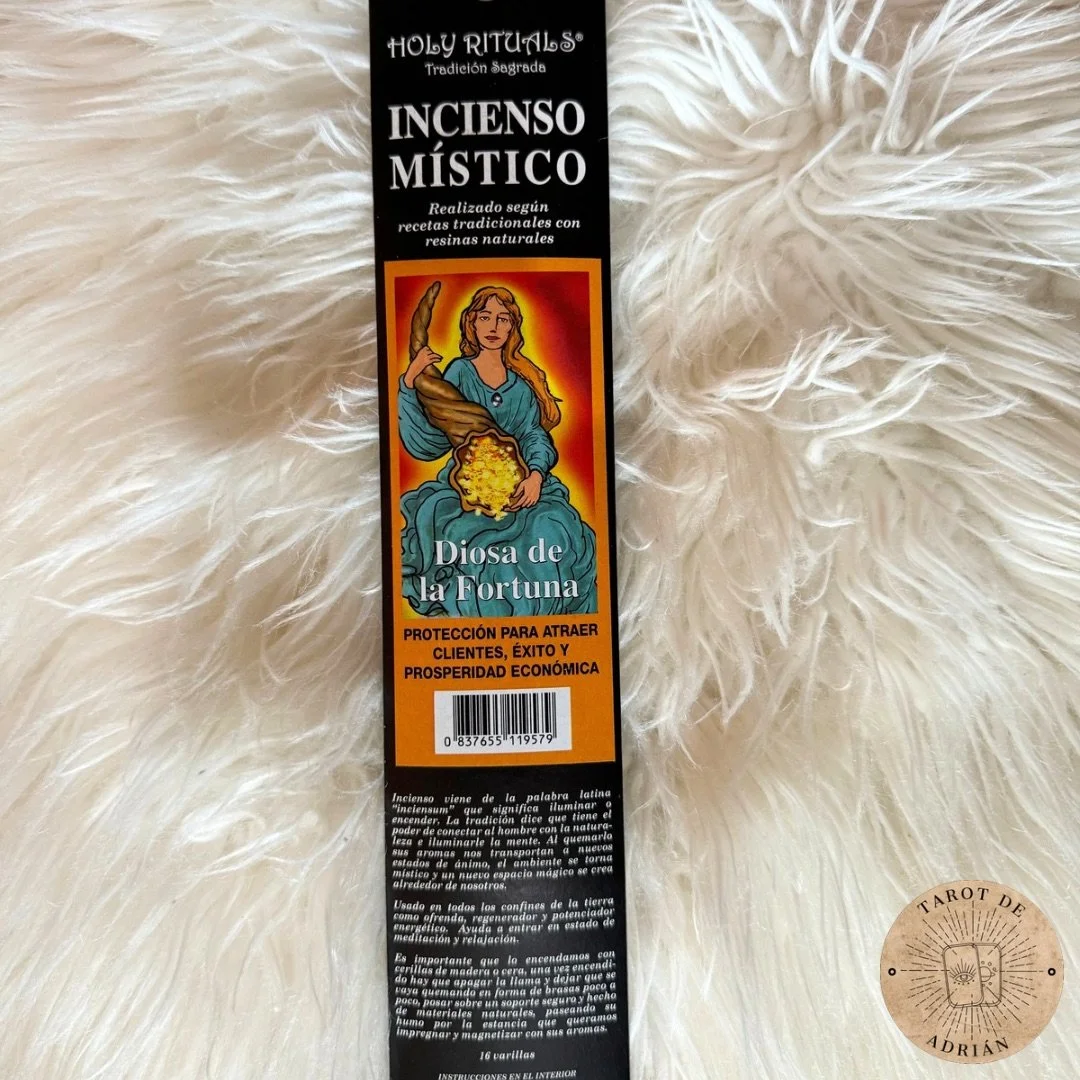 HOLY RITUALS®
Tradición Sagrada
INCIENSO
MÍSTICO
Realizado según
recetas tradicionales con
resinas naturales
Diosa de
la Fortuna
PROTECCIÓN PARA ATRAER
CLIENTES, ÉXITO Y
PROSPERIDAD ECONÓMICA
0 837655 119579
Incienso viene de la palabra latina
"inciensum" que significa iluminar o
encender. La tradición dice que tiene el
poder de conectar al hombre con la natura-
leza e iluminarle la mente. Al quemarlo
sus aromas nos transportan a nuevos
estados de ánimo, el ambiente se torna
místico y un nuevo espacio mágico se crea
alrededor de nosotros.
Usado en todos los confines de la tierra
como ofrenda, regenerador y potenciador
energético. Ayuda a entrar en estado de
meditación y relajación.
Es importante que lo encendamos con
cerillas de madera o cera, una vez encendi-
do hay que apagar la llama y dejar que se
vaya quemando en forma de brasas poco a
poco, posar sobre un soporte seguro y hecho
de materiales naturales, paseando su
humo por la estancia que queramos
impregnar y magnetizar con sus aromas.
16 varillas
INSTRUCCIONES EN EL INTERIOR
TAROT DE
ADRIÁN